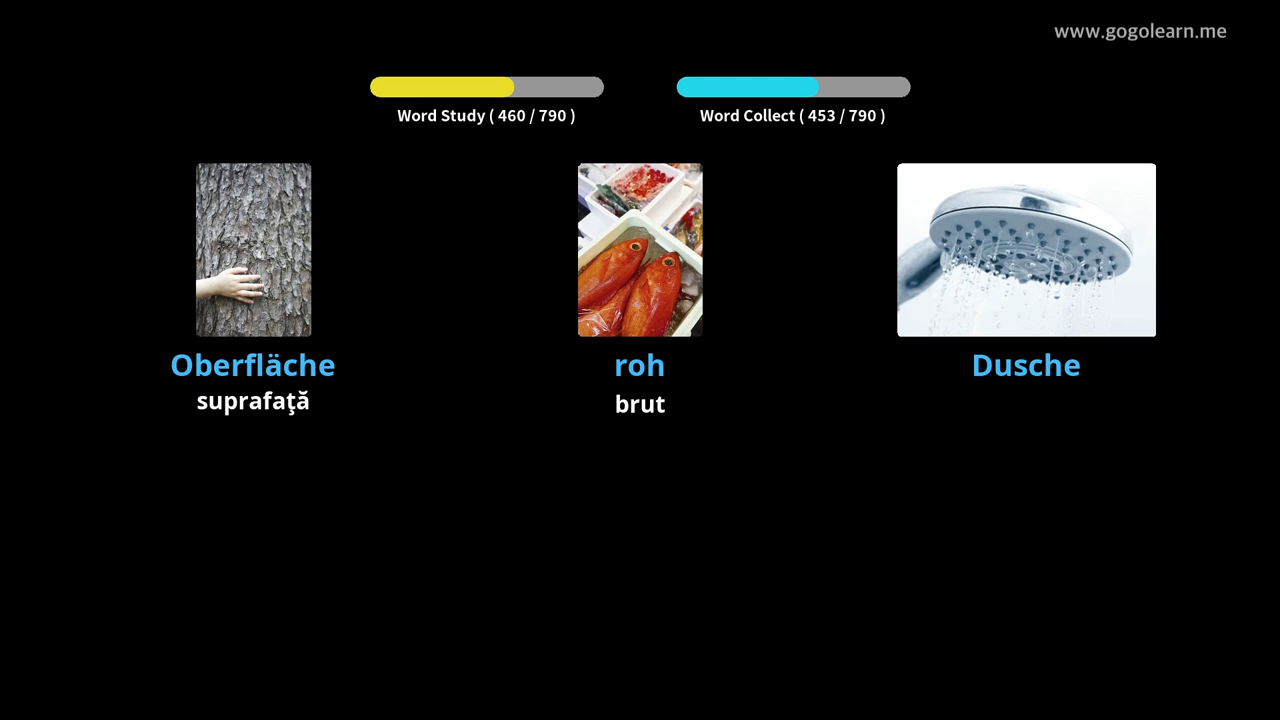 www.gogolearn.me
Word Study ( 460 / 790 )
Word Collect ( 453 / 790 )
Oberfläche
suprafaţă
roh
brut
Dusche